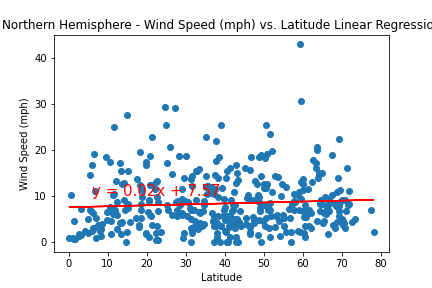 Northern Hemisphere - Wind Speed (mph) vs. Latitude Linear Regressio
40
30
20
10
0
Wind Speed (mph)
y = 0.02x + 7.57
0 10 20 30 40 50 60 70 80
Latitude